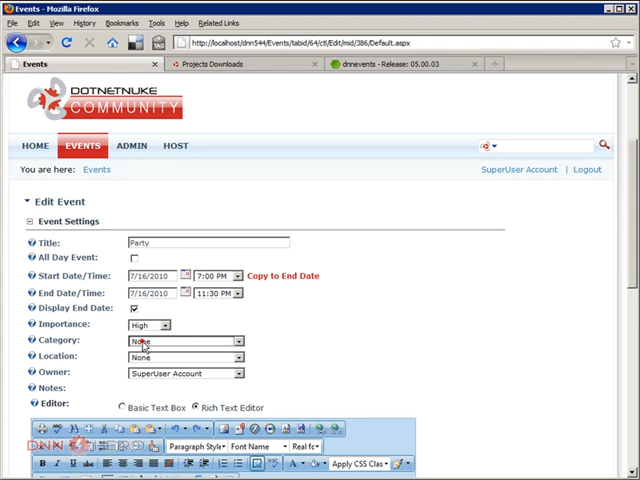 Events - Mozilla Firefox
File Edit View History Bookmarks Tools Related Links
http://localhost/dnn544/Events/tabid/64/ctl/Edit/mid/386/Default.aspx
Events Projects Downloads dnnevents - Release: 05.00.03
DOTNETNUKE
COMMUNITY
HOME EVENTS ADMIN HOST
You are here: Events SuperUser Account | Logout
Edit Event
Event Settings
Title: Party
All Day Event:
Start Date/Time: 7/16/2010 7:00 PM Copy to End Date
End Date/Time: 7/16/2010 11:30 PM
Display End Date:
Importance: High
Category: None
Location: None
Owner: SuperUser Account
Notes:
Editor: Basic Text Box Rich Text Editor
DNN HERO Paragraph Style Font Name Real fo
B I U abc Apply CSS Clas